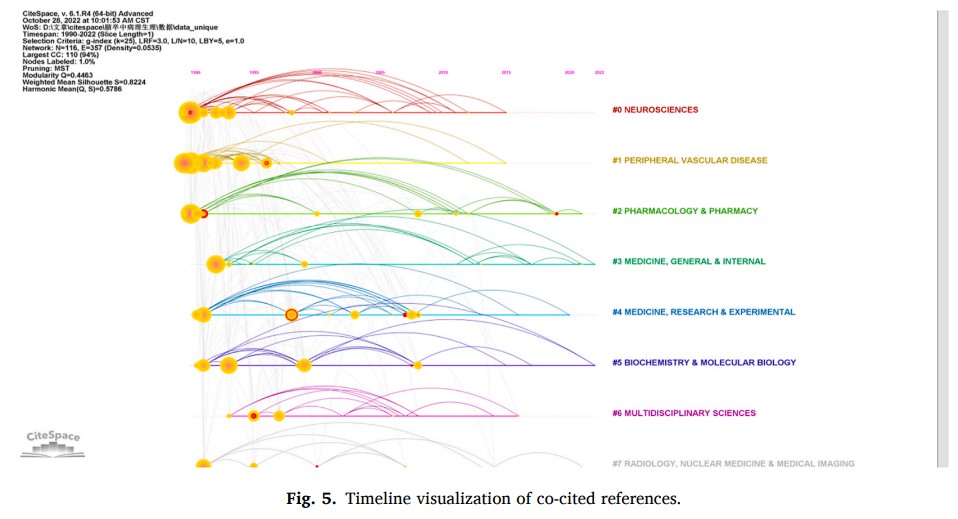 CiteSpace, v. 6.1.R4 (64-bit) Advanced
October 28, 2022 at 10:01:53 AM CST
WoS: D:\文章\citespace\脑卒中病理生理\数据\data_unique
Timespan: 1990-2022 (Slice Length=1)
Selection Criteria: g-index (k=25), LRF=3.0, L/N=10, LBY=5, e=1.0
Network: N=116, E=357 (Density=0.0535)
Largest CC: 110 (94%)
Nodes Labeled: 1.0%
Pruning: MST
Modularity Q=0.4463
Weighted Mean Silhouette S=0.8224
Harmonic Mean(Q, S)=0.5786
1990 1995 2000 2005 2010 2015 2020 2022
#0 NEUROSCIENCES
#1 PERIPHERAL VASCULAR DISEASE
#2 PHARMACOLOGY & PHARMACY
#3 MEDICINE, GENERAL & INTERNAL
#4 MEDICINE, RESEARCH & EXPERIMENTAL
#5 BIOCHEMISTRY & MOLECULAR BIOLOGY
#6 MULTIDISCIPLINARY SCIENCES
#7 RADIOLOGY, NUCLEAR MEDICINE & MEDICAL IMAGING
CiteSpace
Fig. 5. Timeline visualization of co-cited references.